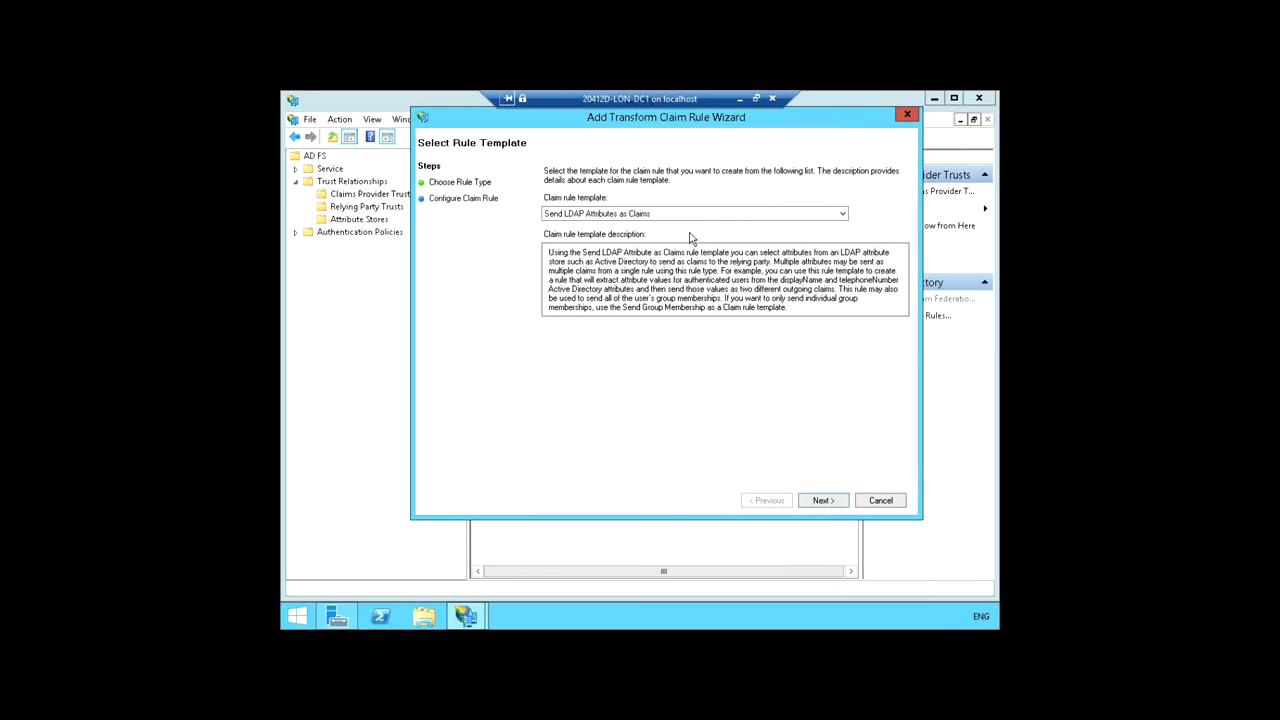 20412D-LON-DC1 on localhost
File Action View
Add Transform Claim Rule Wizard
AD FS
Service
Trust Relationships
Claims Provider Trust
Relying Party Trusts
Attribute Stores
Authentication Policies
Select Rule Template
Steps
Choose Rule Type
Configure Claim Rule
Select the template for the claim rule that you want to create from the following list. The description provides
details about each claim rule template.
Claim rule template:
Send LDAP Attributes as Claims
Claim rule template description:
Using the Send LDAP Attribute as Claims rule template you can select attributes from an LDAP attribute
store such as Active Directory to send as claims to the relying party. Multiple attributes may be sent as
multiple claims from a single rule using this rule type. For example, you can use this rule template to create
a rule that will extract attribute values for authenticated users from the displayName and telephoneNumber
Active Directory attributes and then send those values as two different outgoing claims. This rule may also
be used to send all of the user's group memberships. If you want to only send individual group
memberships, use the Send Group Membership as a Claim rule template.
< Previous Next > Cancel
der Trusts
s Provider T...
ow from Here
tory
m Federatio...
Rules...
ENG